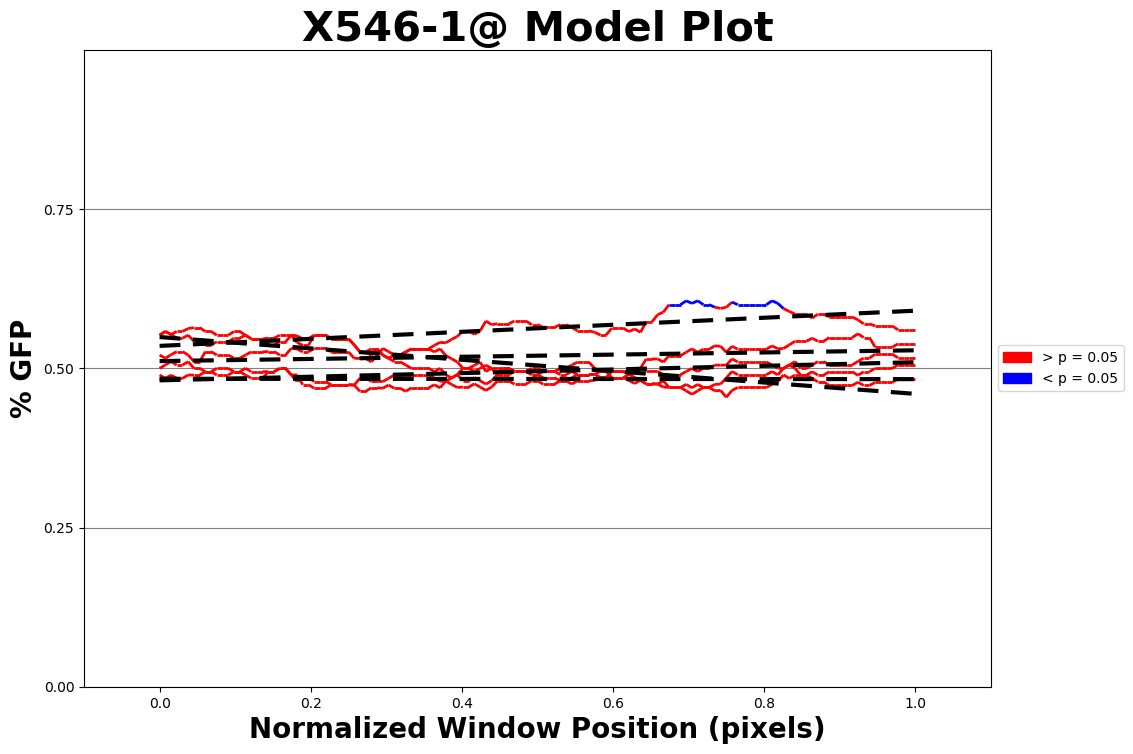 X546-1@ Model Plot
% GFP
0.75
0.50
0.25
0.00
0.0 0.2 0.4 0.6 0.8 1.0
Normalized Window Position (pixels)
> p = 0.05
< p = 0.05